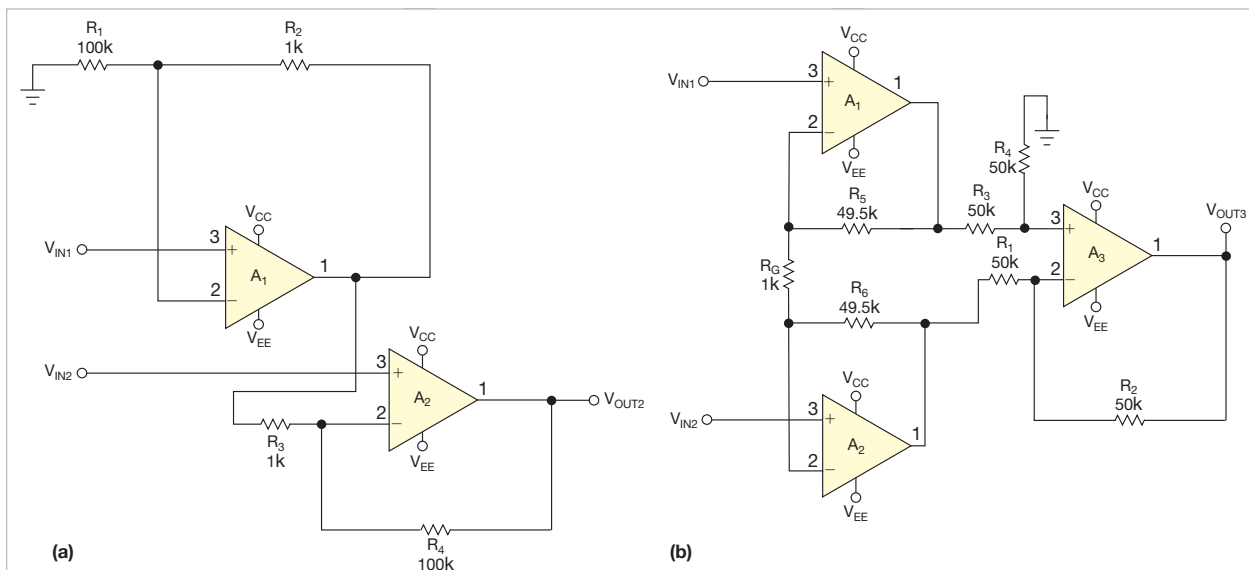 R1
100k
R2
1k
VIN1
3
+
VCC
A1
1
2
−
VEE
VIN2
3
+
VCC
A2
1
VOUT2
2
−
VEE
R3
1k
R4
100k
(a)
VIN1
3
+
VCC
A1
1
2
−
VEE
R5
49.5k
R3
50k
R4
50k
RG
1k
R6
49.5k
R1
50k
3
+
VCC
A3
1
VOUT3
2
−
VEE
R2
50k
VIN2
3
+
VCC
A2
1
2
−
VEE
(b)